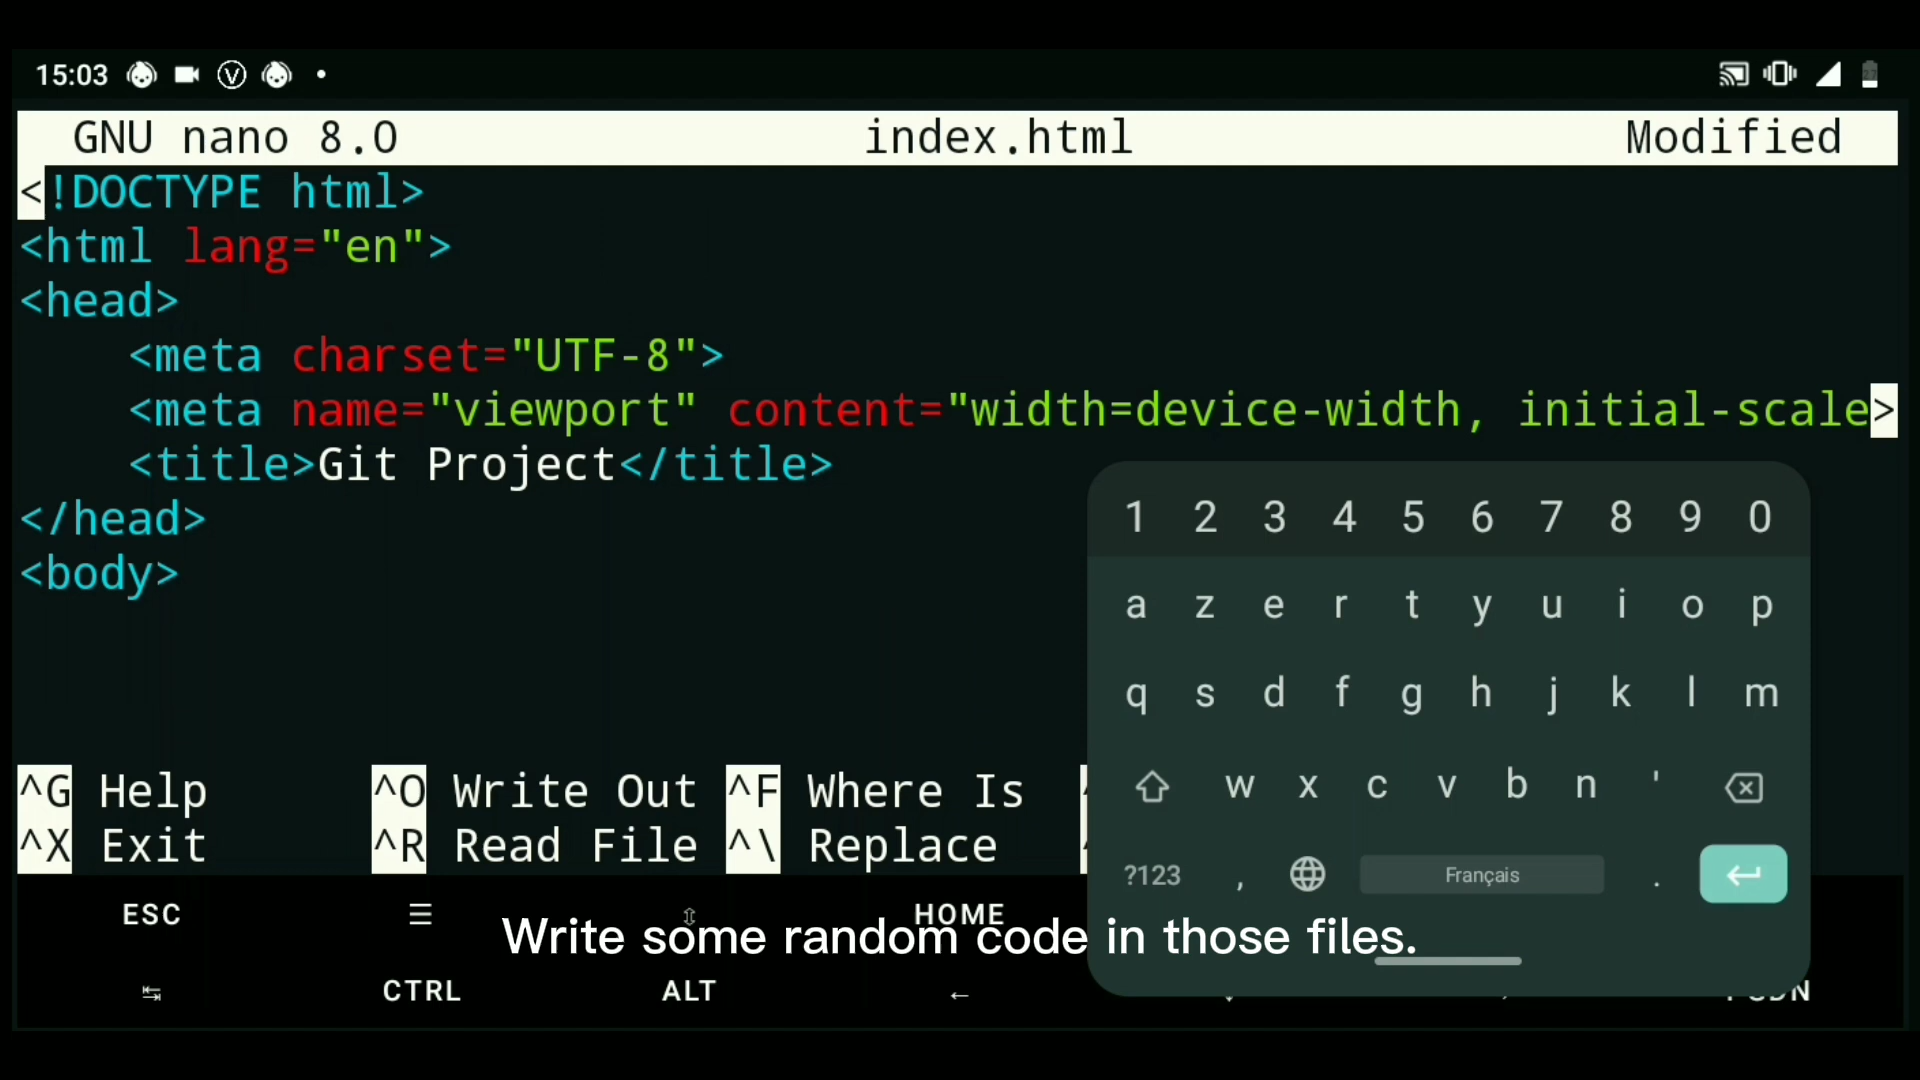 15:03
GNU nano 8.0 index.html Modified
<!DOCTYPE html>
<html lang="en">
<head>
<meta charset="UTF-8">
<meta name="viewport" content="width=device-width, initial-scale>
<title>Git Project</title>
</head>
<body>
^G Help ^O Write Out ^F Where Is
^X Exit ^R Read File ^\ Replace
1 2 3 4 5 6 7 8 9 0
a z e r t y u i o p
q s d f g h j k l m
w x c v b n '
?123 , Français .
ESC HOME
Write some random code in those files.
CTRL ALT